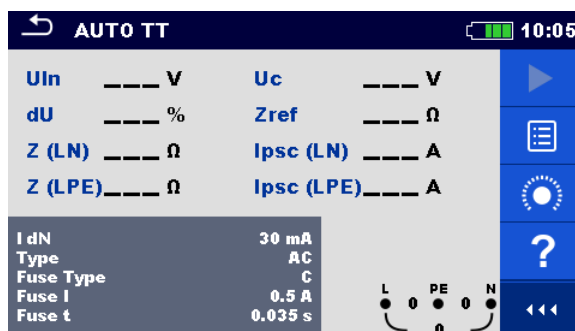 AUTO TT 10:05
Uln ___ V Uc ___ V
dU ___ % Zref ___ Ω
Z (LN) ___ Ω Ipsc (LN) ___ A
Z (LPE)___ Ω Ipsc (LPE)___ A
I dN 30 mA
Type AC
Fuse Type C
Fuse I 0.5 A
Fuse t 0.035 s
?
L PE N
0 0
0